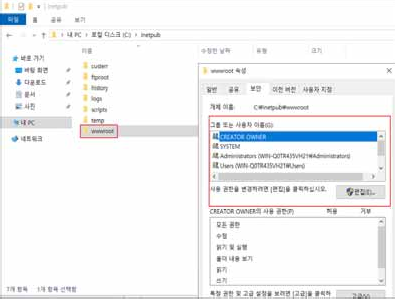 파일 홈 공유 보기
내 PC > 로컬 디스크 (C:) > inetpub
이름 수정한 날짜 유형 크기
바로 가기
바탕 화면
다운로드
문서
사진
내 PC
네트워크
custerr
ftproot
history
logs
scripts
temp
wwwroot
7개 항목 1개 항목 선택함
wwwroot 속성
일반 공유 보안 이전 버전 사용자 지정
개체 이름: C:₩inetpub₩wwwroot
그룹 또는 사용자 이름(G):
CREATOR OWNER
SYSTEM
Administrators (WIN-Q0TR435VH21₩Administrators)
Users (WIN-Q0TR435VH21₩Users)
사용 권한을 변경하려면 [편집]을 클릭하십시오. 편집(E)...
CREATOR OWNER의 사용 권한(P) 허용 거부
모든 권한
수정
읽기 및 실행
폴더 내용 보기
읽기
쓰기
특정 권한 및 고급 설정을 보려면 [고급]을 클릭하 고급(V)